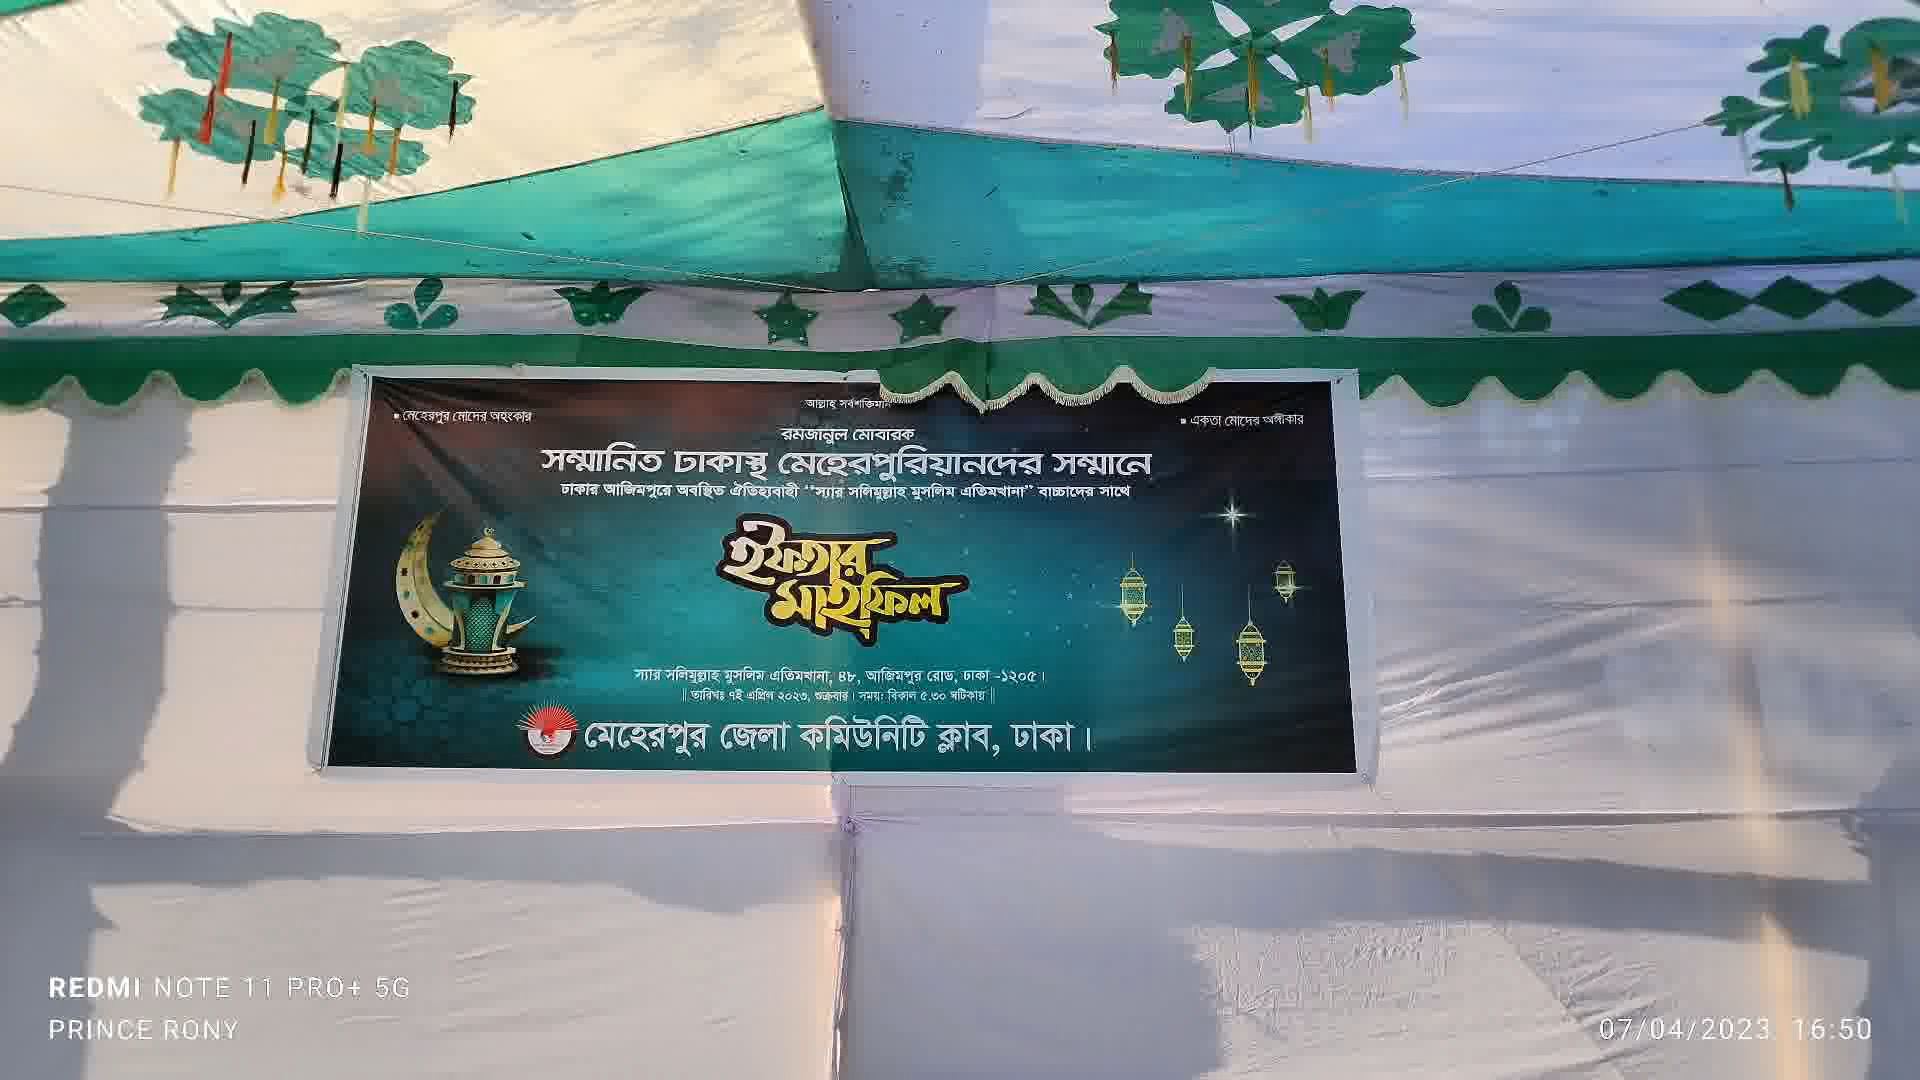 আল্লাহ্ সর্বশক্তিমান
▪ মেহেরপুর মোদের অহংকার
▪ একতা মোদের অঙ্গীকার
রমজানুল মোবারক
সম্মানিত ঢাকাস্থ মেহেরপুরিয়ানদের সম্মানে
ঢাকার আজিমপুরে অবস্থিত ঐতিহ্যবাহী “স্যার সলিমুল্লাহ মুসলিম এতিমখানা” বাচ্চাদের সাথে
ইফতার
মাহফিল
স্যার সলিমুল্লাহ মুসলিম এতিমখানা, ৪৮, আজিমপুর রোড, ঢাকা -১২০৫।
|| তারিখঃ ৭ই এপ্রিল ২০২৩, শুক্রবার। সময়: বিকাল ৫.৩০ ঘটিকায় ||
মেহেরপুর জেলা কমিউনিটি ক্লাব, ঢাকা।
REDMI NOTE 11 PRO+ 5G
PRINCE RONY
07/04/2023 16:50